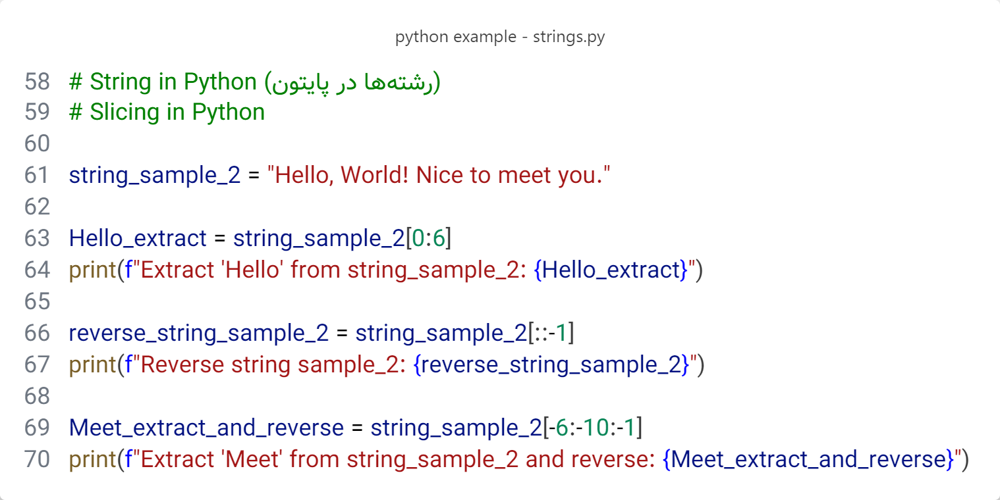 python example - strings.py
58 # String in Python (رشته‌ها در پایتون)
59 # Slicing in Python
60
61 string_sample_2 = "Hello, World! Nice to meet you."
62
63 Hello_extract = string_sample_2[0:6]
64 print(f"Extract 'Hello' from string_sample_2: {Hello_extract}")
65
66 reverse_string_sample_2 = string_sample_2[::-1]
67 print(f"Reverse string sample_2: {reverse_string_sample_2}")
68
69 Meet_extract_and_reverse = string_sample_2[-6:-10:-1]
70 print(f"Extract 'Meet' from string_sample_2 and reverse: {Meet_extract_and_reverse}")